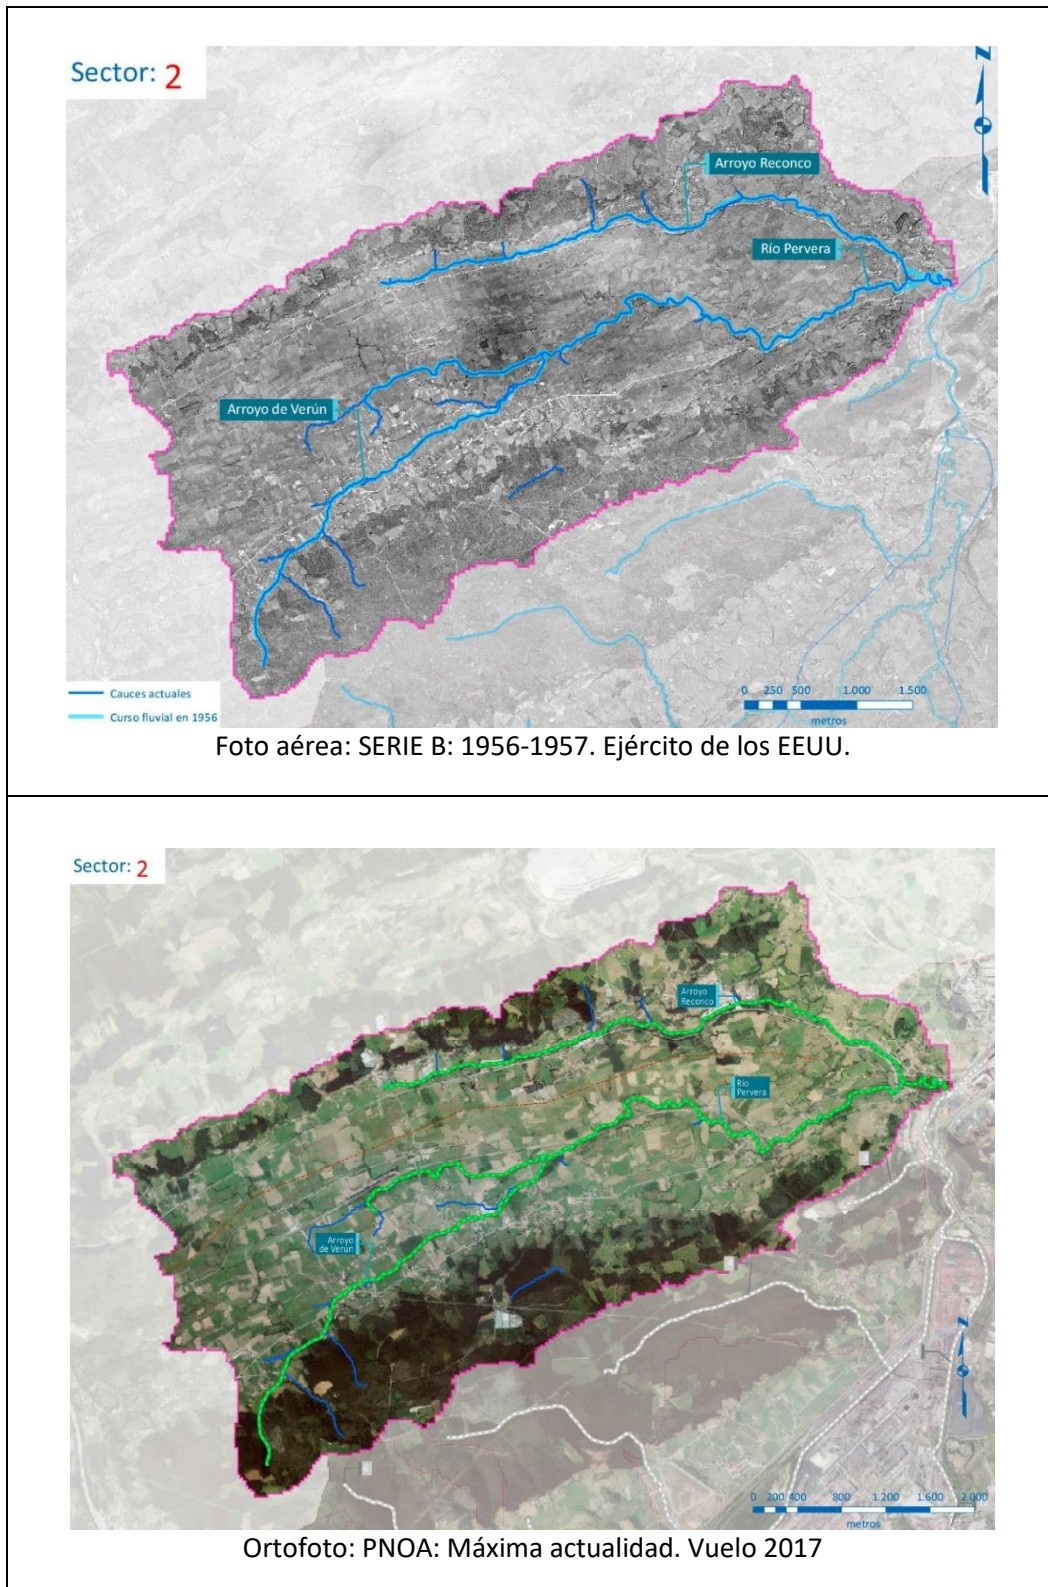 Sector: 2
N
Arroyo Reconco
Río Pervera
Arroyo de Verún
Cauces actuales
Curso fluvial en 1956
0 250 500 1.000 1.500
metros
Foto aérea: SERIE B: 1956-1957. Ejército de los EEUU.
Sector: 2
Arroyo
Reconco
Río
Pervera
Arroyo
de Verún
N
0 200 400 800 1.200 1.600 2.000
metros
Ortofoto: PNOA: Máxima actualidad. Vuelo 2017